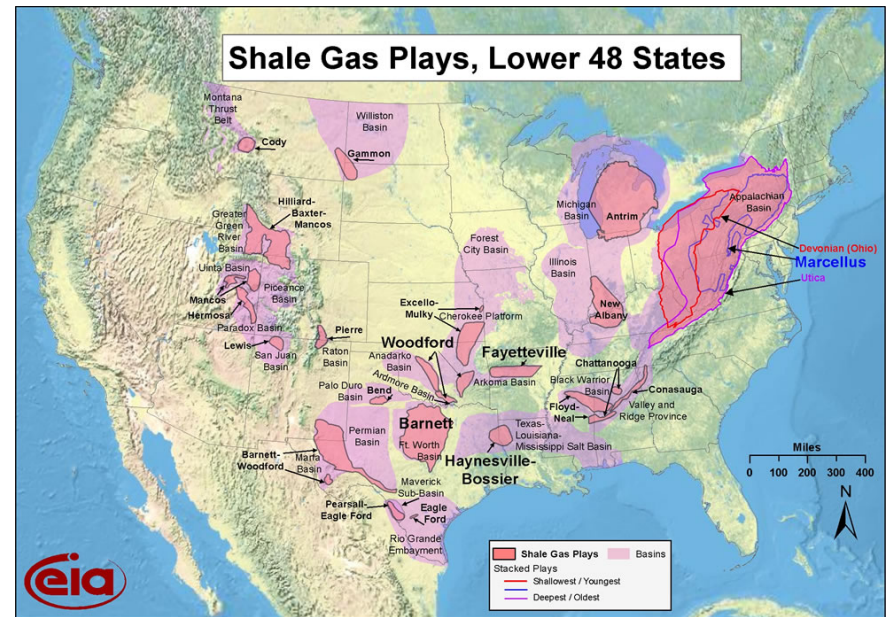 Shale Gas Plays, Lower 48 States
Montana
Thrust
Belt
Cody
Williston
Basin
Gammon
Hilliard-
Baxter-
Mancos
Greater
Green
River
Basin
Uinta Basin
Mancos
Piceance
Basin
Hermosa
Paradox Basin
Lewis
San Juan
Basin
Pierre
Raton
Basin
Michigan
Basin
Antrim
Appalachian
Basin
Devonian (Ohio)
Marcellus
Utica
Forest
City Basin
Illinois
Basin
New
Albany
Excello-
Mulky
Cherokee Platform
Woodford
Anadarko
Basin
Ardmore Basin
Fayetteville
Arkoma Basin
Chattanooga
Black Warrior
Basin
Conasauga
Floyd-
Neal
Valley and
Ridge Province
Palo Duro
Basin
Bend
Barnett
Ft. Worth
Basin
Permian
Basin
Barnett-
Woodford
Marfa
Basin
Texas-
Louisiana-
Mississippi Salt Basin
Haynesville-
Bossier
Maverick
Sub-Basin
Pearsall-
Eagle Ford
Eagle
Ford
Rio Grande
Embayment
Miles
0 100 200 300 400
N
Shale Gas Plays
Basins
Stacked Plays
Shallowest / Youngest
Deepest / Oldest
eia